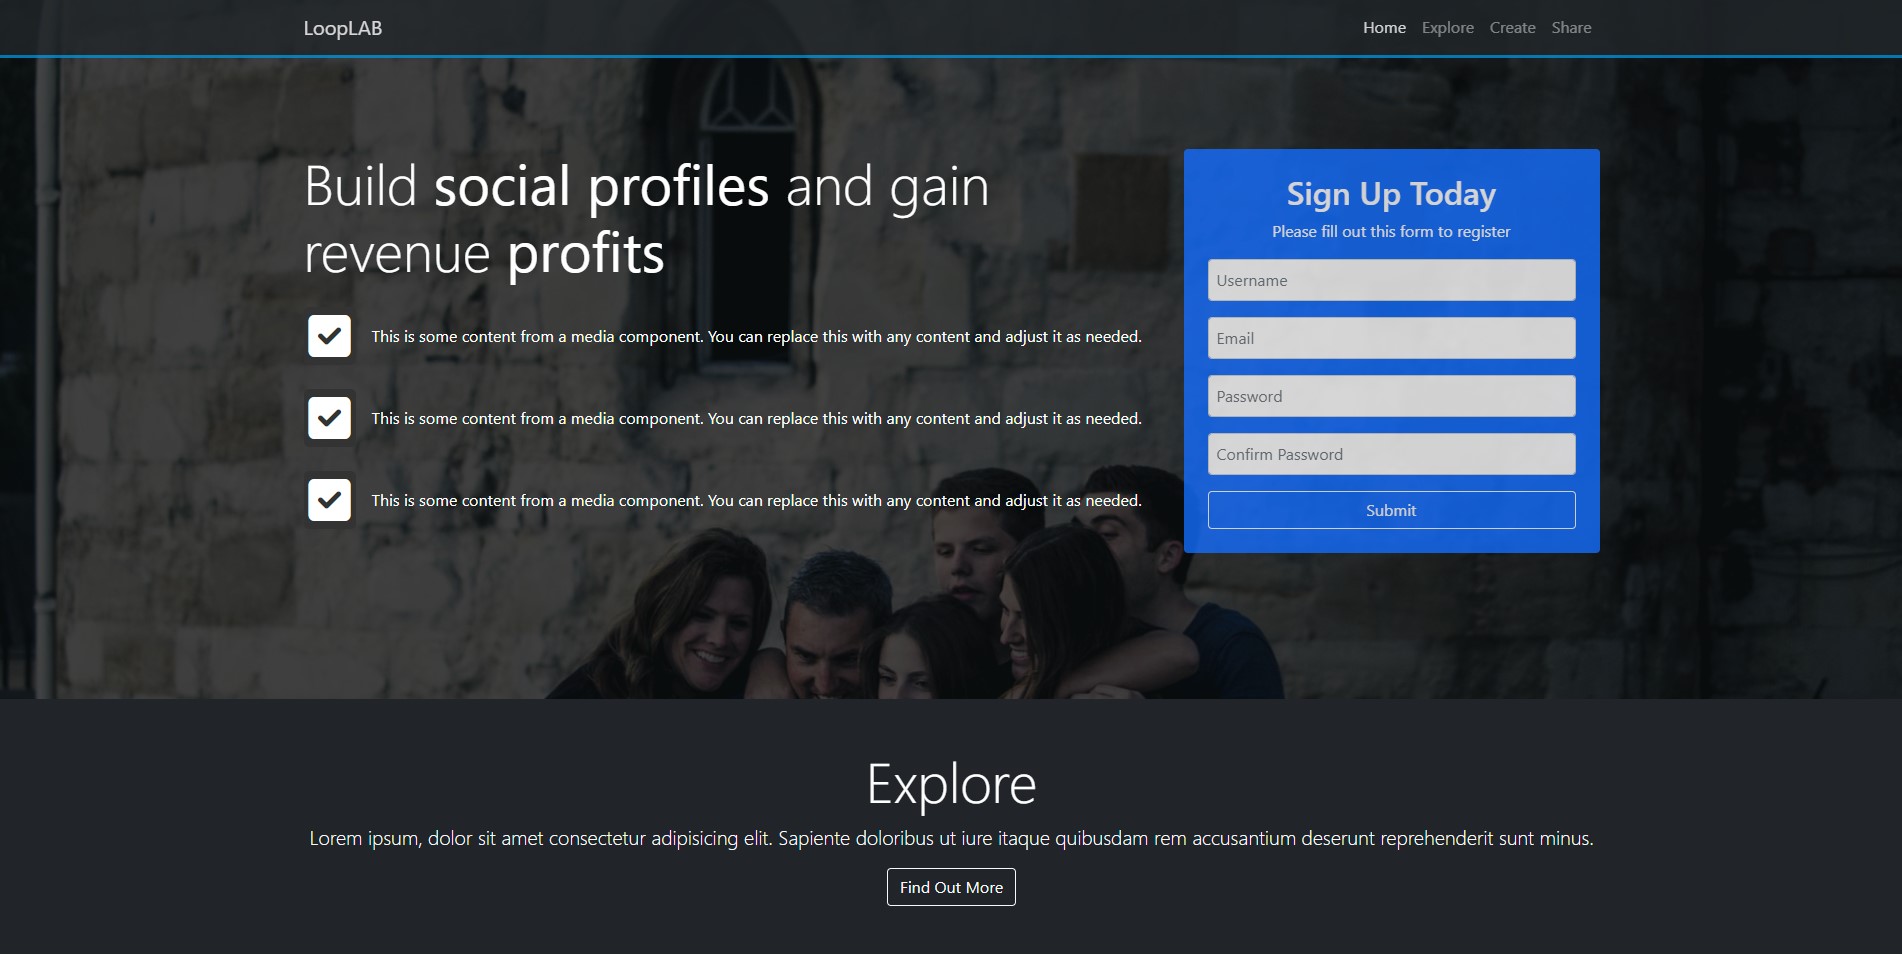 LoopLAB
Home Explore Create Share
Build social profiles and gain
revenue profits
This is some content from a media component. You can replace this with any content and adjust it as needed.
This is some content from a media component. You can replace this with any content and adjust it as needed.
This is some content from a media component. You can replace this with any content and adjust it as needed.
Sign Up Today
Please fill out this form to register
Username
Email
Password
Confirm Password
Submit
Explore
Lorem ipsum, dolor sit amet consectetur adipisicing elit. Sapiente doloribus ut iure itaque quibusdam rem accusantium deserunt reprehenderit sunt minus.
Find Out More